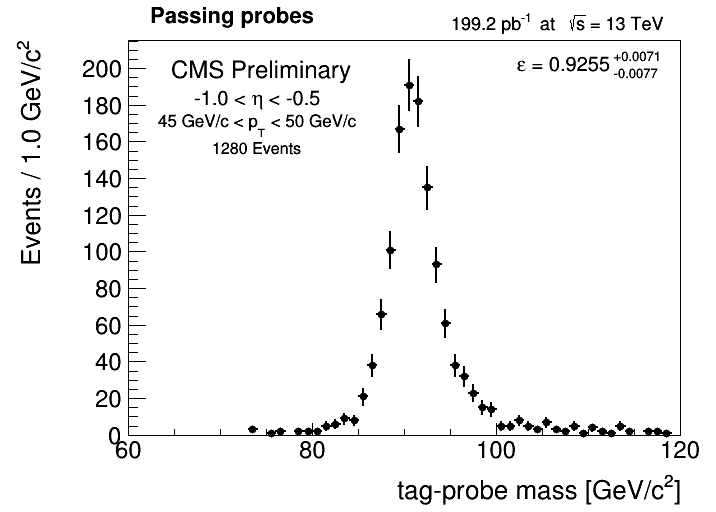 Passing probes
199.2 pb⁻¹ at √s = 13 TeV
CMS Preliminary
-1.0 < η < -0.5
45 GeV/c < p_T < 50 GeV/c
1280 Events
ε = 0.9255 +0.0071 -0.0077
Events / 1.0 GeV/c²
200
180
160
140
120
100
80
60
40
20
0
60 80 100 120
tag-probe mass [GeV/c²]